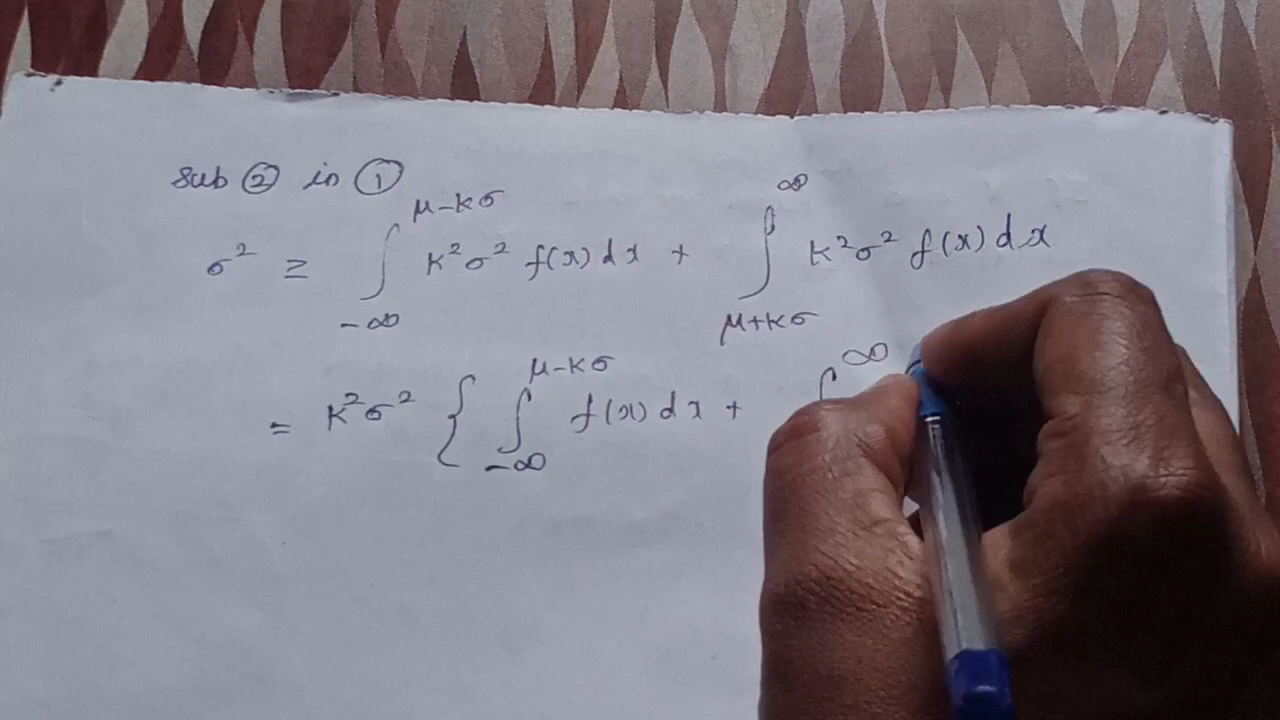 sub ② in ①
σ² ≥ ∫_{-∞}^{μ-kσ} k²σ² f(x) dx + ∫_{μ+kσ}^{∞} k²σ² f(x) dx
= k²σ² { ∫_{-∞}^{μ-kσ} f(x) dx + ∫^{∞}